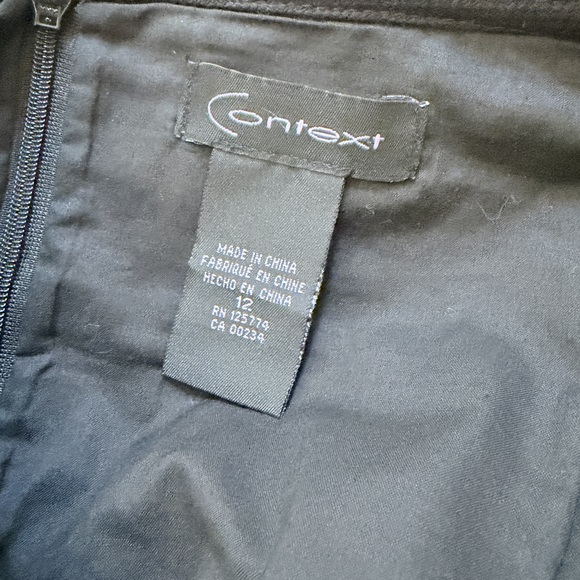 Context
MADE IN CHINA
FABRIQUÉ EN CHINE
HECHO EN CHINA
12
RN 125774
CA 00234